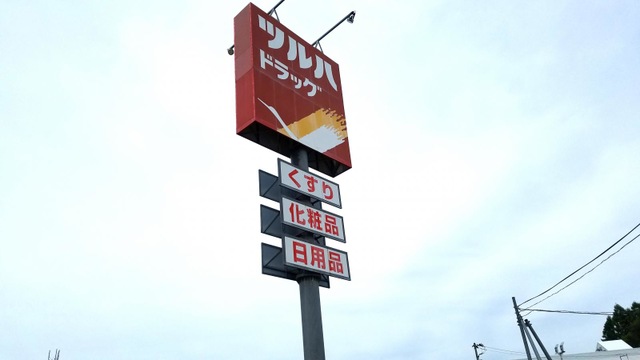 ツルハ
ドラッグ
くすり
化粧品
日用品